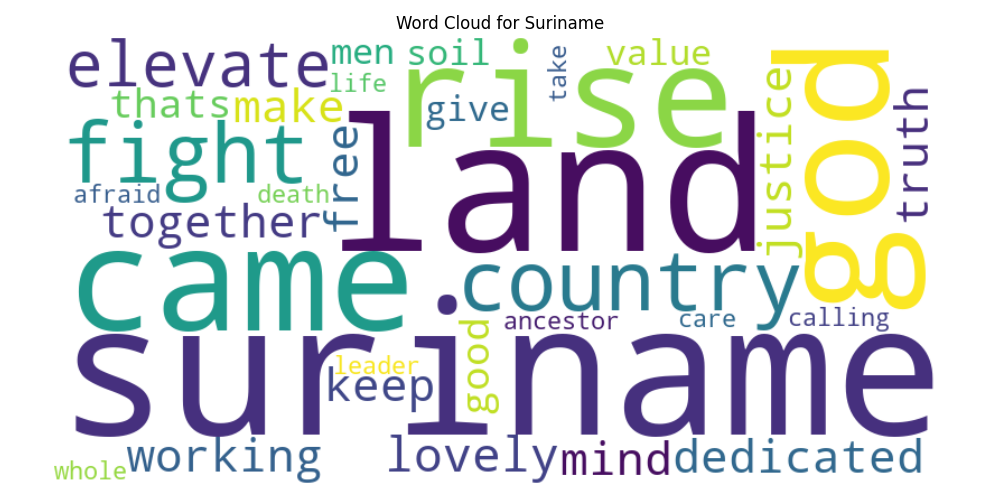 Word Cloud for Suriname
elevate
men
soil
rise
take
value
god
life
thats
make
give
justice
truth
fight
free
land
afraid
death
together
came
country
ancestor
care
calling
suriname
good
leader
keep
working
lovely
mind
dedicated
whole